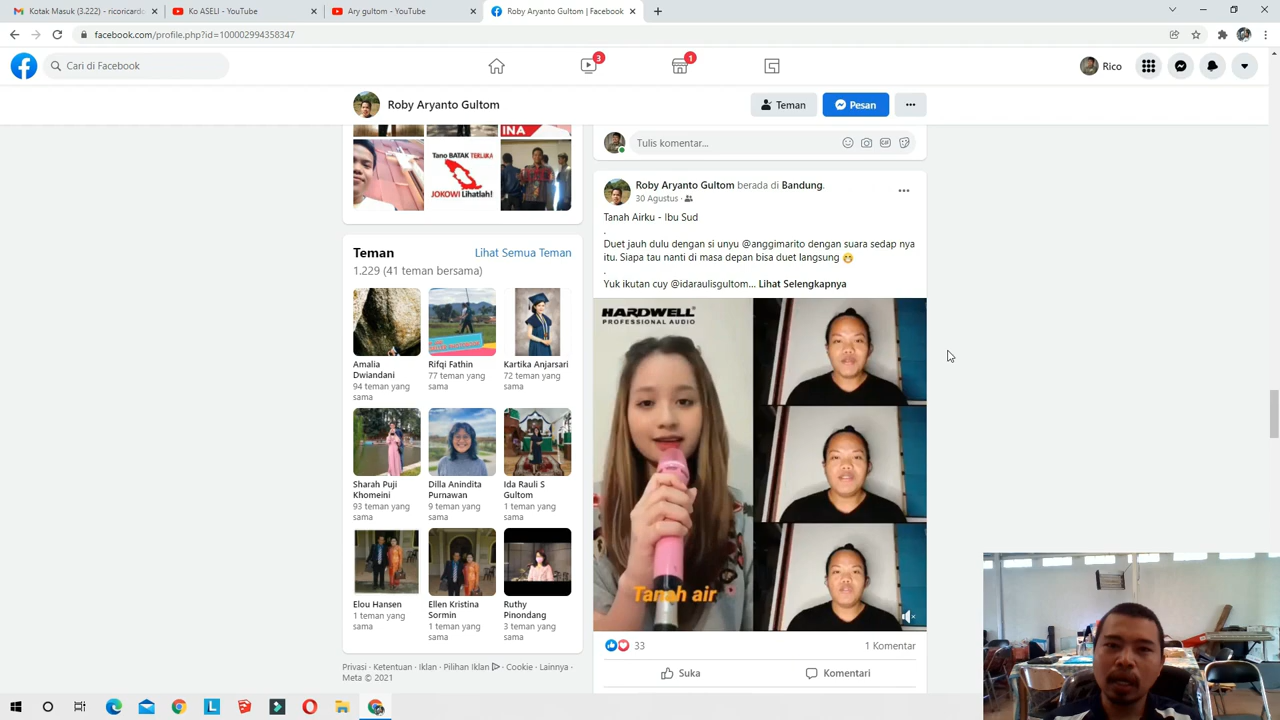 Kotak Masuk (3.222) - ricoricardo
Ko ASELI - YouTube
Ary gultom - YouTube
Roby Aryanto Gultom | Facebook
facebook.com/profile.php?id=100002994358347
Cari di Facebook
3
1
Rico
Roby Aryanto Gultom
Teman
Pesan
INA
Tano BATAK TERLUKA
JOKOWI Lihatlah!
Tulis komentar...
Roby Aryanto Gultom berada di Bandung.
30 Agustus
Tanah Airku - Ibu Sud
.
Duet jauh dulu dengan si unyu @anggimarito dengan suara sedap nya
itu. Siapa tau nanti di masa depan bisa duet langsung 😁
.
Yuk ikutan cuy @idaraulisgultom... Lihat Selengkapnya
Teman
Lihat Semua Teman
1.229 (41 teman bersama)
Amalia
Dwiandani
94 teman yang
sama
Rifqi Fathin
77 teman yang
sama
Kartika Anjarsari
72 teman yang
sama
Sharah Puji
Khomeini
93 teman yang
sama
Dilla Anindita
Purnawan
9 teman yang
sama
Ida Rauli S
Gultom
1 teman yang
sama
Elou Hansen
1 teman yang
sama
Ellen Kristina
Sormin
1 teman yang
sama
Ruthy
Pinondang
3 teman yang
sama
HARDWELL
PROFESSIONAL AUDIO
Tanah air
33
1 Komentar
Suka
Komentari
Privasi · Ketentuan · Iklan · Pilihan Iklan · Cookie · Lainnya ·
Meta © 2021